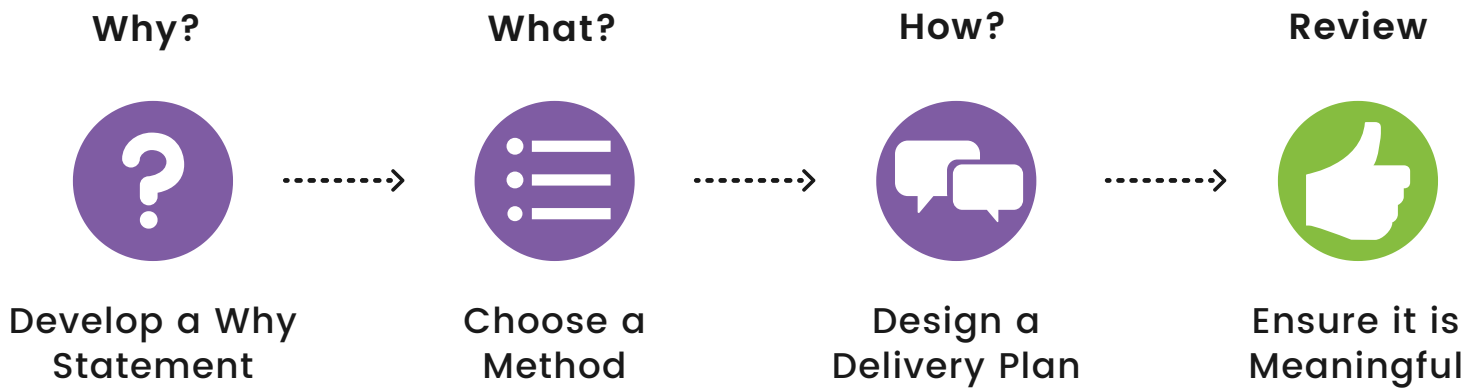 Why?
Develop a Why
Statement
What?
Choose a
Method
How?
Design a
Delivery Plan
Review
Ensure it is
Meaningful